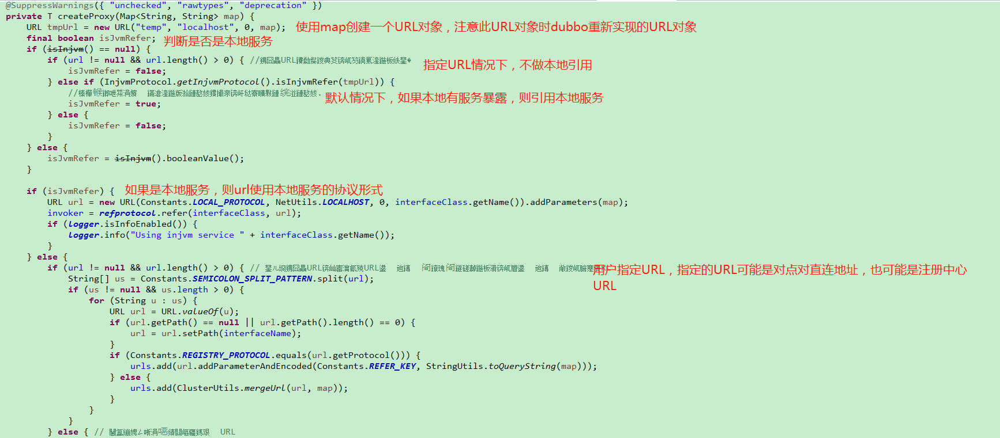 @SuppressWarnings({ "unchecked", "rawtypes", "deprecation" })
private T createProxy(Map<String, String> map) {
URL tmpUrl = new URL("temp", "localhost", 0, map); 使用map创建一个URL对象，注意此URL对象时dubbo重新实现的URL对象
final boolean isJvmRefer; 判断是否是本地服务
if (isInjvm() == null) {
if (url != null && url.length() > 0) { // 指定URL情况下，不做本地引用
isJvmRefer = false;
} else if (InjvmProtocol.getInjvmProtocol().isInjvmRefer(tmpUrl)) {
// 默认情况下，如果本地有服务暴露，则引用本地服务
isJvmRefer = true;
} else {
isJvmRefer = false;
}
} else {
isJvmRefer = isInjvm().booleanValue();
}
if (isJvmRefer) { 如果是本地服务，则url使用本地服务的协议形式
URL url = new URL(Constants.LOCAL_PROTOCOL, NetUtils.LOCALHOST, 0, interfaceClass.getName()).addParameters(map);
invoker = refprotocol.refer(interfaceClass, url);
if (logger.isInfoEnabled()) {
logger.info("Using injvm service " + interfaceClass.getName());
}
} else {
if (url != null && url.length() > 0) { // 用户指定URL，指定的URL可能是对点对直连地址，也可能是注册中心
URL
String[] us = Constants.SEMICOLON_SPLIT_PATTERN.split(url);
if (us != null && us.length > 0) {
for (String u : us) {
URL url = URL.valueOf(u);
if (url.getPath() == null || url.getPath().length() == 0) {
url = url.setPath(interfaceName);
}
if (Constants.REGISTRY_PROTOCOL.equals(url.getProtocol())) {
urls.add(url.addParameterAndEncoded(Constants.REFER_KEY, StringUtils.toQueryString(map)));
} else {
urls.add(ClusterUtils.mergeUrl(url, map));
}
}
}
} else { // URL